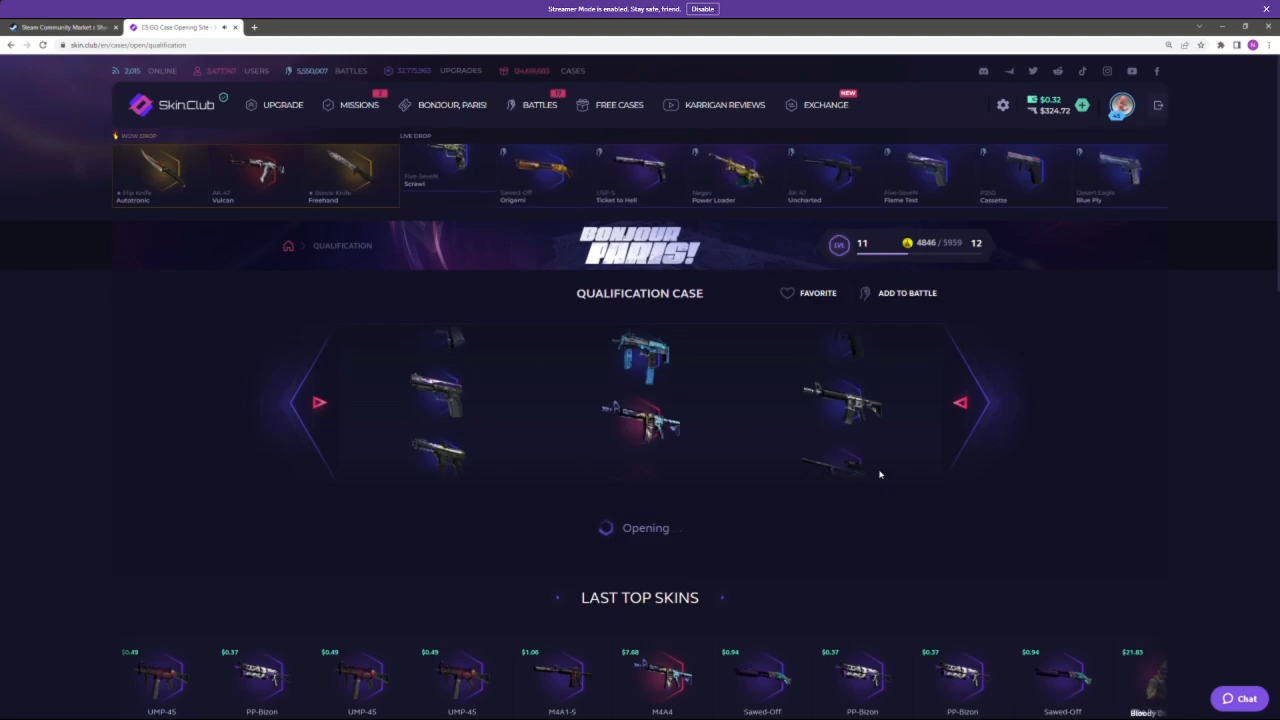 Streamer Mode is enabled. Stay safe, friend. Disable
Steam Community Market :: Sho
CS:GO Case Opening Site -
skin.club/en/cases/open/qualification
2,015 ONLINE
USERS
5,550,007 BATTLES
32,775,963 UPGRADES
CASES
Skin.Club
UPGRADE
2
MISSIONS
BONJOUR, PARIS!
17
BATTLES
FREE CASES
KARRIGAN REVIEWS
NEW
EXCHANGE
$0.32
$324.72
WOW DROP
LIVE DROP
★ Flip Knife
Autotronic
AK-47
Vulcan
★ Bowie Knife
Freehand
Five-SeveN
Scrawl
Sawed-Off
Origami
USP-S
Ticket to Hell
Negev
Power Loader
AK-47
Uncharted
Five-SeveN
Flame Test
P250
Cassette
Desert Eagle
Blue Ply
QUALIFICATION
BONJOUR
PARIS!
LVL
11
4846 / 5959
12
QUALIFICATION CASE
FAVORITE
ADD TO BATTLE
Opening ...
LAST TOP SKINS
$0.49
$0.37
$0.49
$0.49
$1.06
$7.68
$0.94
$0.37
$0.37
$0.94
$21.83
UMP-45
PP-Bizon
UMP-45
UMP-45
M4A1-S
M4A4
Sawed-Off
PP-Bizon
PP-Bizon
Sawed-Off
Chat